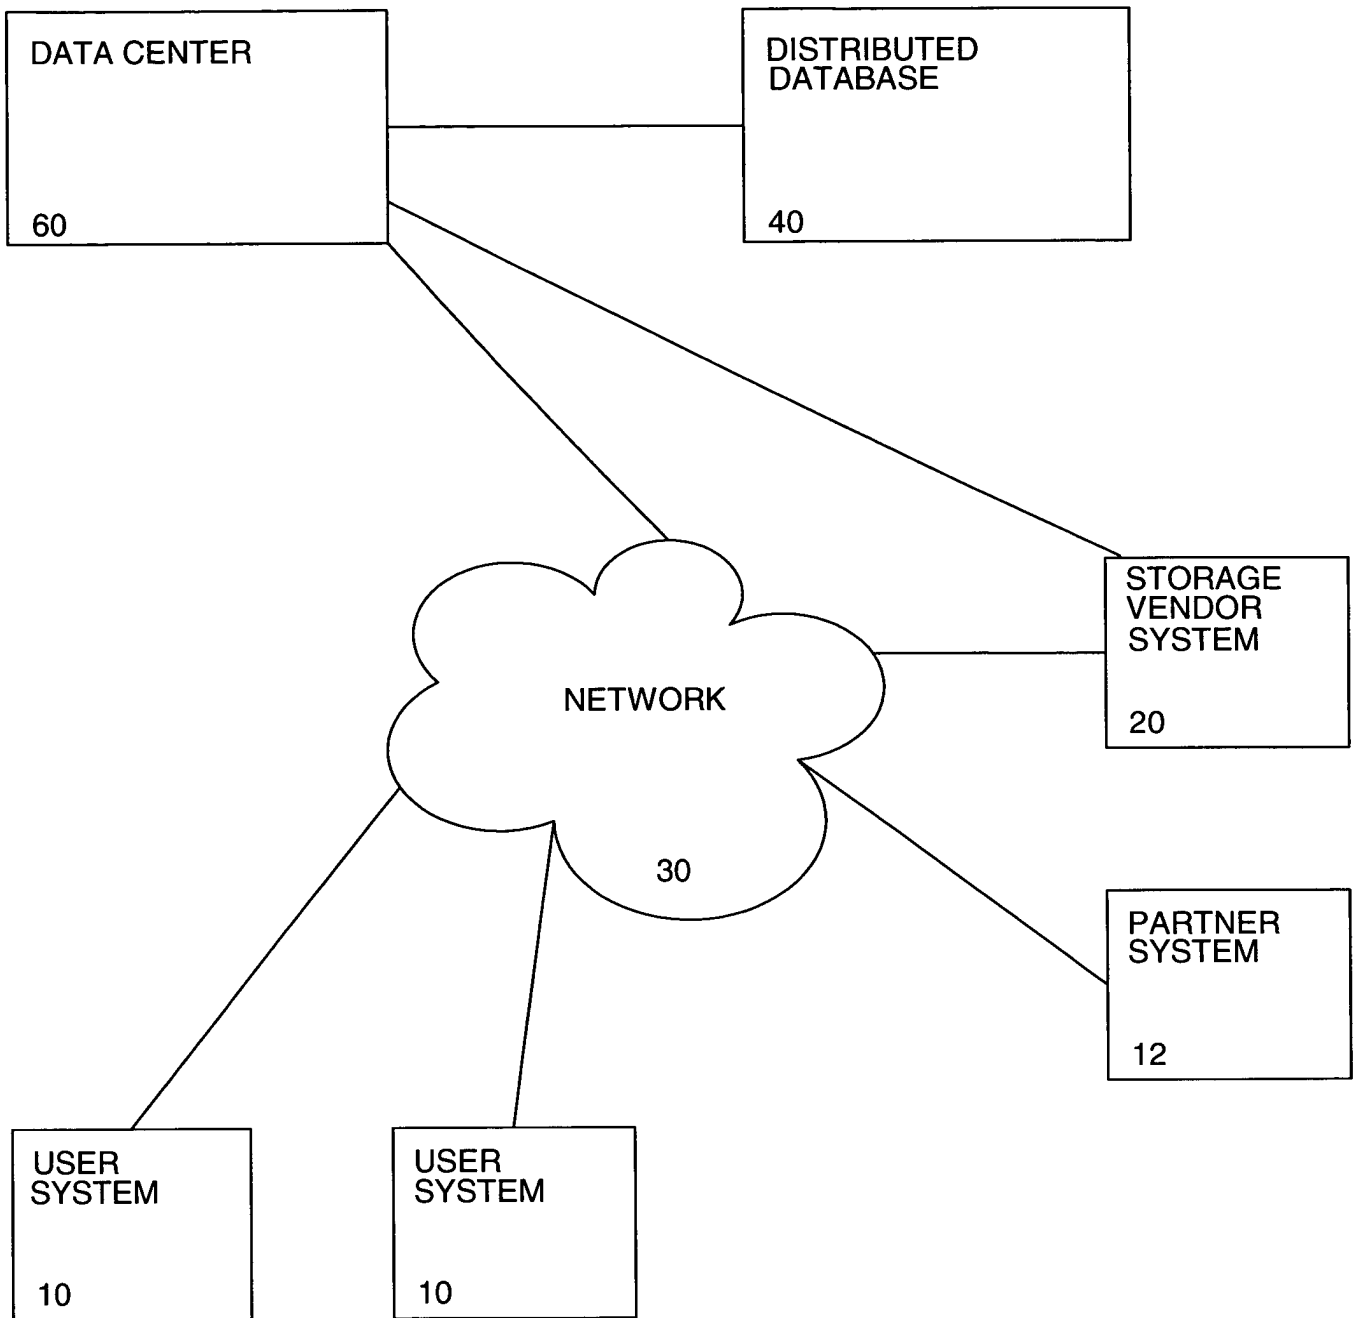 DATA CENTER
60
DISTRIBUTED
DATABASE
40
STORAGE
VENDOR
SYSTEM
20
NETWORK
30
PARTNER
SYSTEM
12
USER
SYSTEM
10
USER
SYSTEM
10